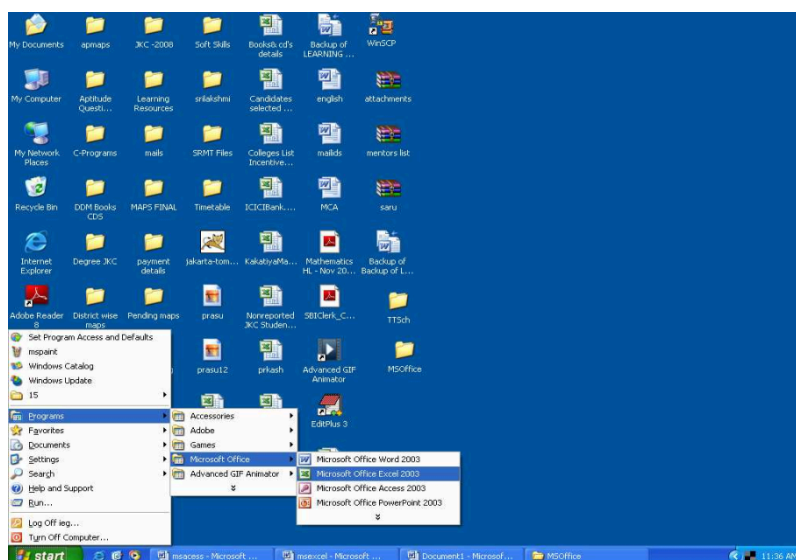 My Documents
apmaps
JKC -2008
Soft Skills
Books& cd's
details
Backup of
LEARNING ...
WinSCP
My Computer
Aptitude
Questi...
Learning
Resources
srilakshmi
Candidates
selected ...
english
attachments
My Network
Places
C-Programs
mails
SRMT Files
Colleges List
Incentive...
mailids
mentors list
Recycle Bin
DDM Books
CDS
MAPS FINAL
Timetable
ICICIBank....
MCA
saru
Internet
Explorer
Degree JKC
payment
details
jakarta-tom...
KakatiyaMa...
Mathematics
HL - Nov 20...
Backup of
Backup of L...
Adobe Reader
8
District wise
maps
Pending maps
prasu
Nonreported
JKC Studen...
SBIClerk_C...
TTSch
prasu12
prkash
Advanced GIF
Animator
MSOffice
EditPlus 3
Set Program Access and Defaults
mspaint
Windows Catalog
Windows Update
15
Programs
Favorites
Documents
Settings
Search
Help and Support
Run...
Log Off ieg...
Turn Off Computer...
Accessories
Adobe
Games
Microsoft Office
Advanced GIF Animator
Microsoft Office Word 2003
Microsoft Office Excel 2003
Microsoft Office Access 2003
Microsoft Office PowerPoint 2003
start
msacess - Microsoft ...
msexcel - Microsoft ...
Document1 - Microsof...
MSOffice
11:36 AM